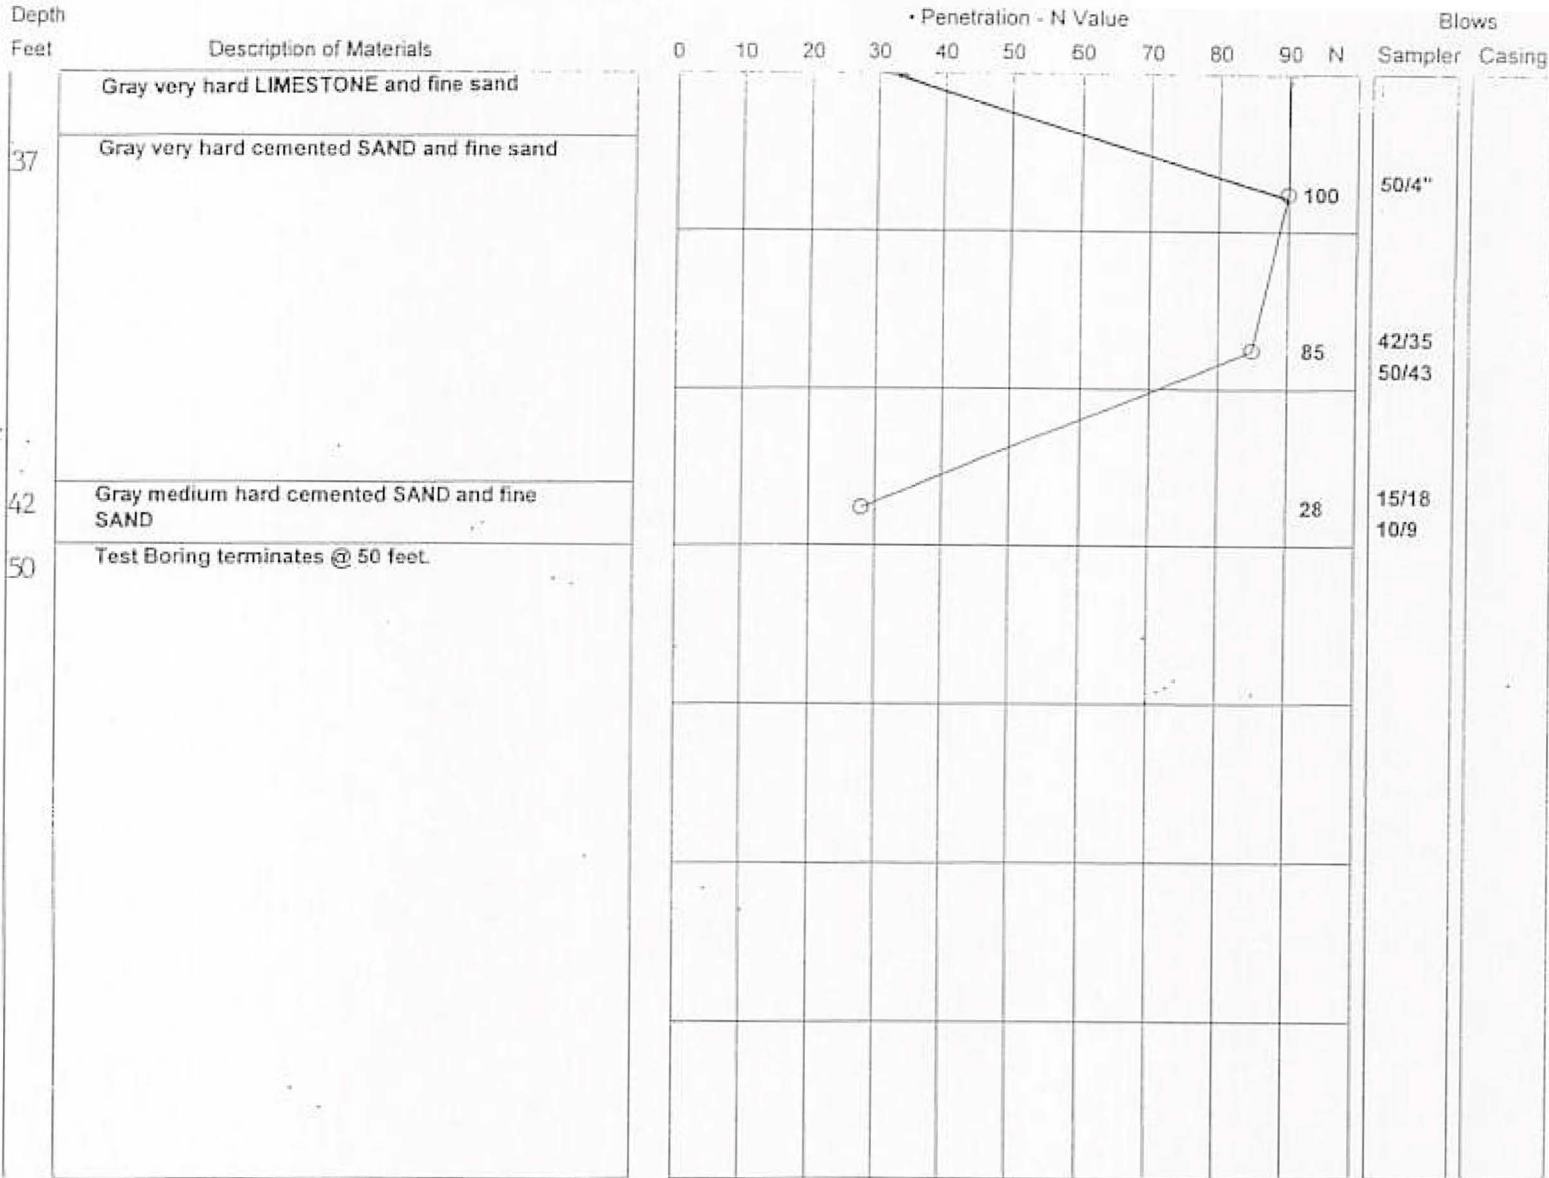 Depth
Feet
Description of Materials
• Penetration - N Value
0 10 20 30 40 50 60 70 80 90 N
Blows
Sampler Casing
Gray very hard LIMESTONE and fine sand
37
Gray very hard cemented SAND and fine sand
100
50/4"
85
42/35
50/43
42
Gray medium hard cemented SAND and fine
SAND
28
15/18
10/9
50
Test Boring terminates @ 50 feet.